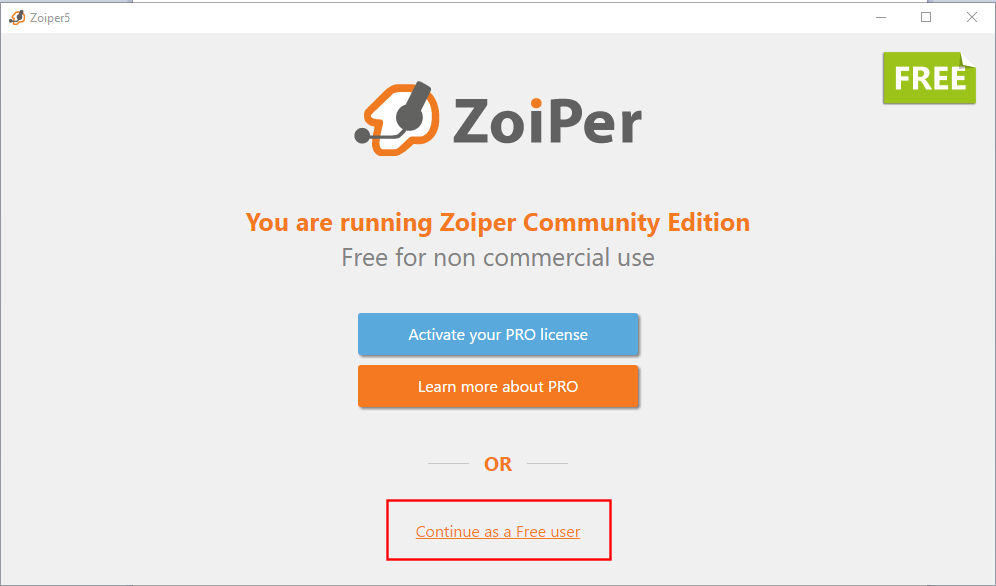 Zoiper5
FREE
ZoiPer
You are running Zoiper Community Edition
Free for non commercial use
Activate your PRO license
Learn more about PRO
OR
Continue as a Free user